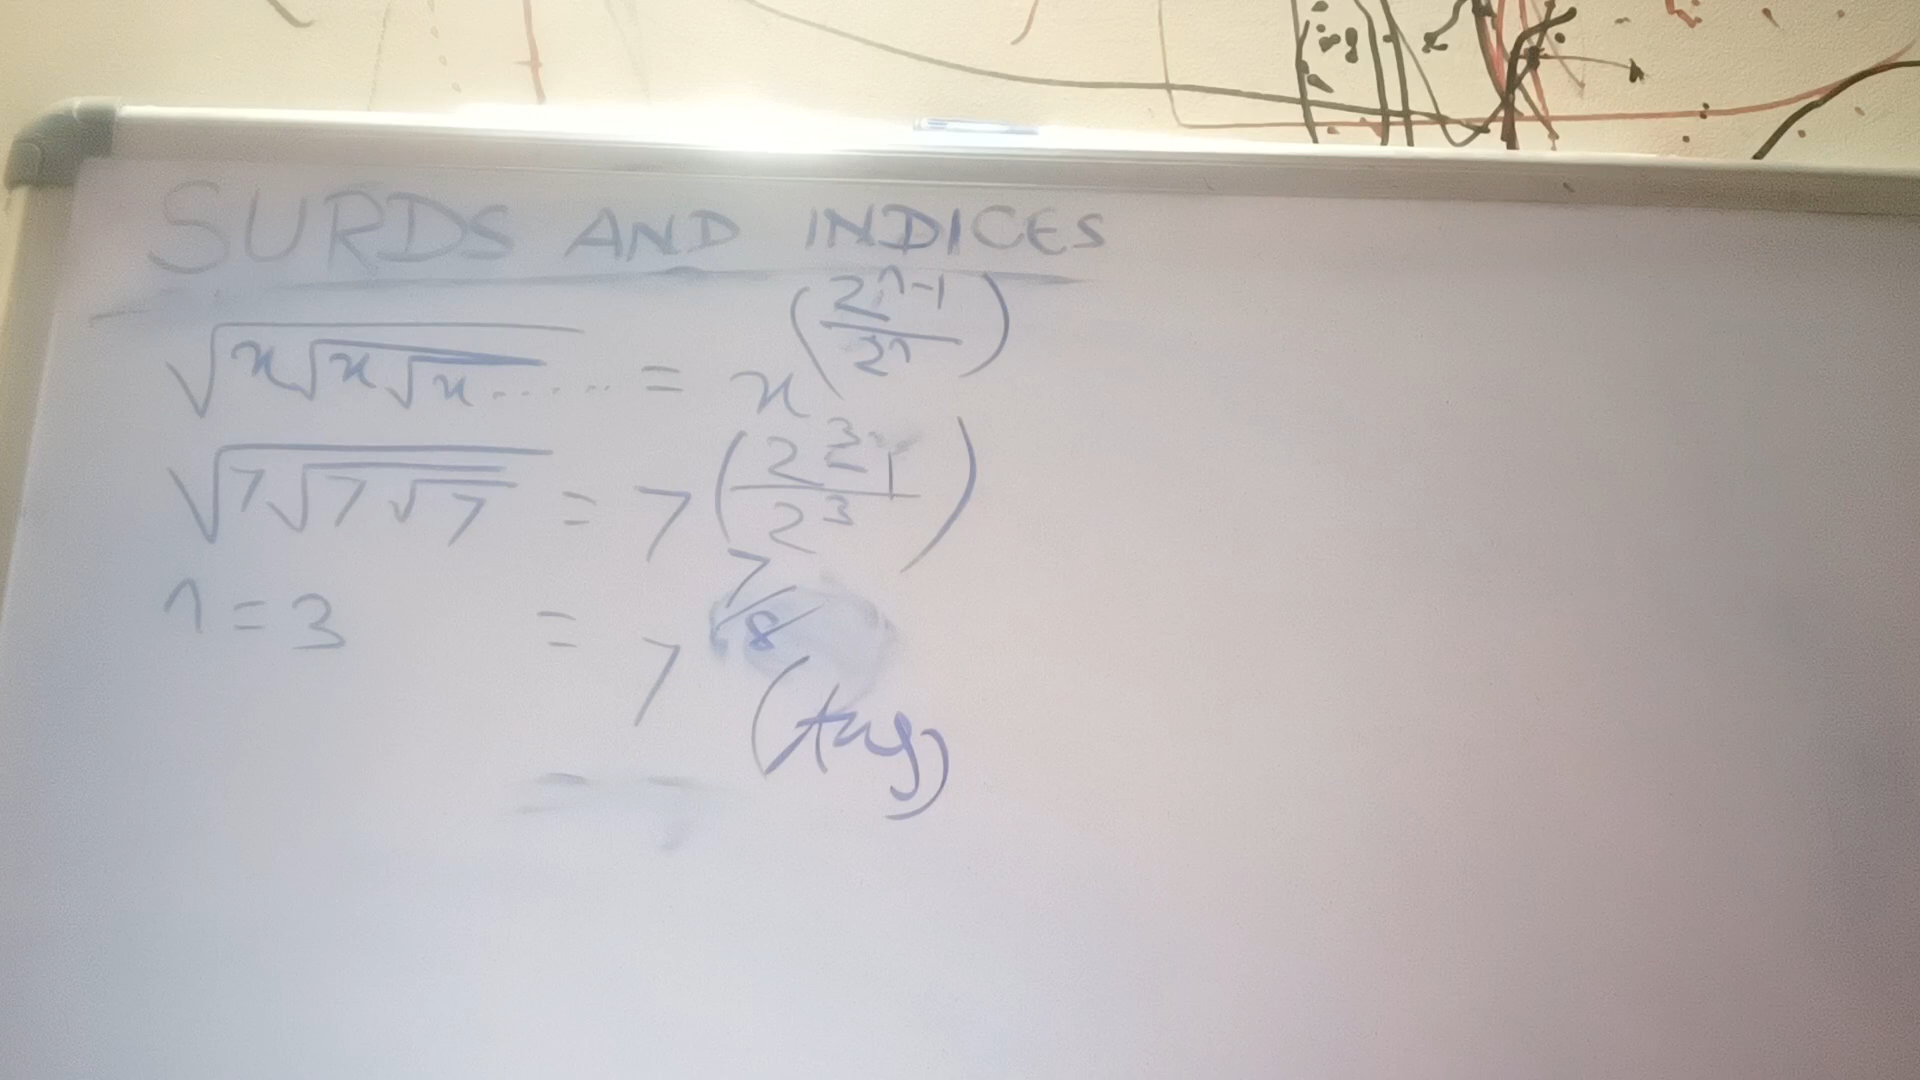 SURDS AND INDICES
√(x√(x√x...... = x^((2^n-1)/(2^n))
√(7√(7√7)) = 7^((2^3-1)/(2^3))
n = 3 = 7^(7/8)
(Ans)